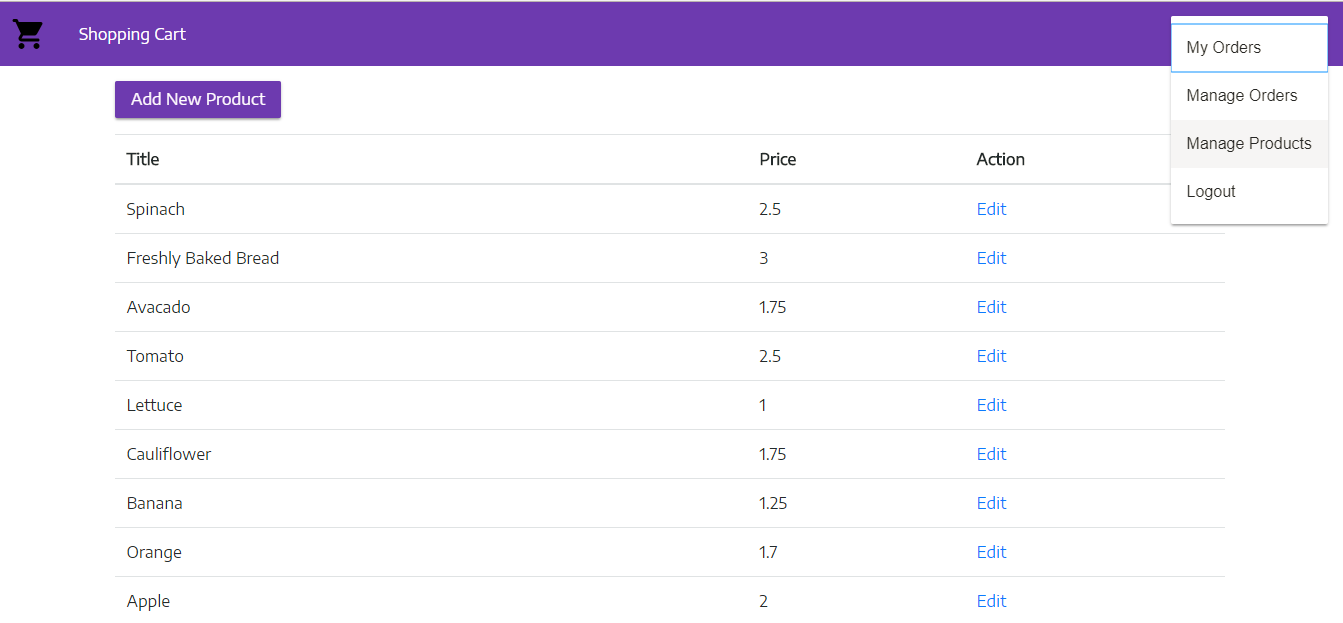 Shopping Cart
My Orders
Manage Orders
Manage Products
Logout
Add New Product
Title Price Action
Spinach 2.5 Edit
Freshly Baked Bread 3 Edit
Avacado 1.75 Edit
Tomato 2.5 Edit
Lettuce 1 Edit
Cauliflower 1.75 Edit
Banana 1.25 Edit
Orange 1.7 Edit
Apple 2 Edit